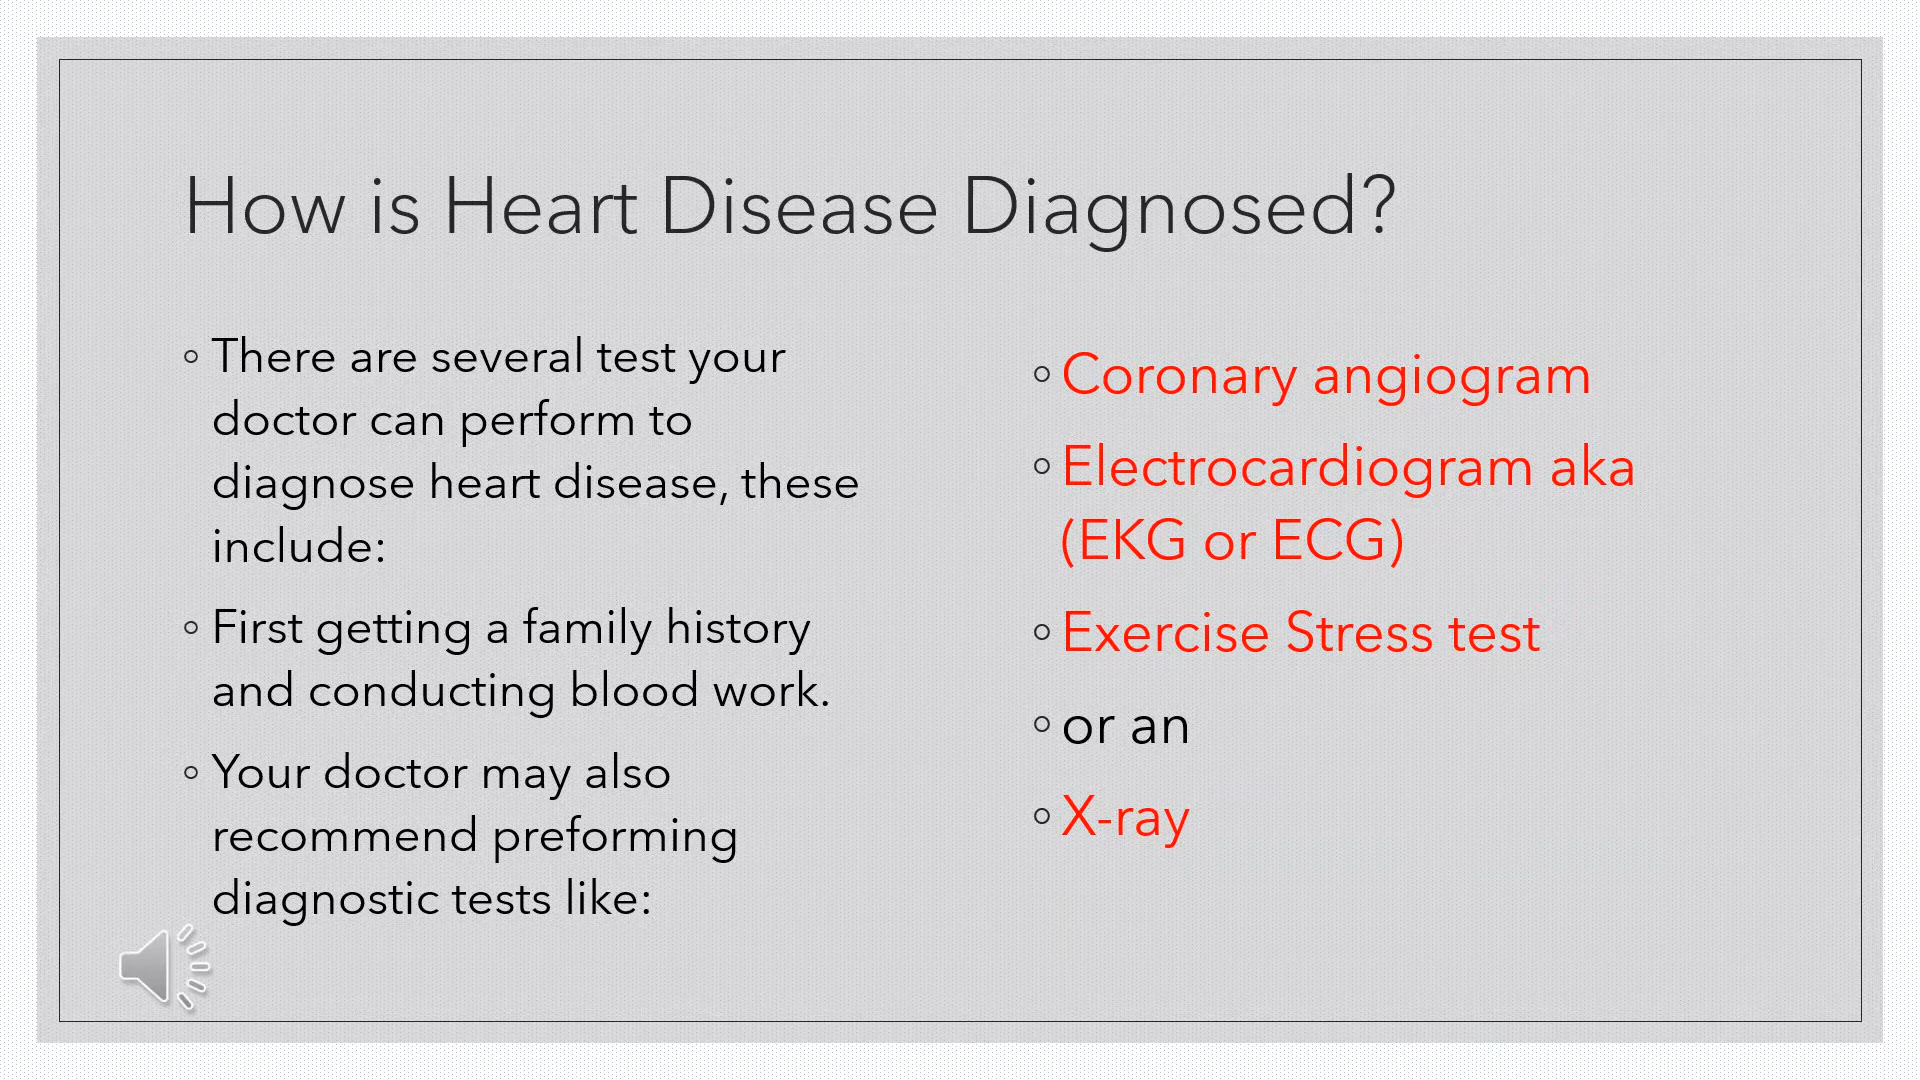 How is Heart Disease Diagnosed?
◦ There are several test your
doctor can perform to
diagnose heart disease, these
include:
◦ First getting a family history
and conducting blood work.
◦ Your doctor may also
recommend preforming
diagnostic tests like:
◦ Coronary angiogram
◦ Electrocardiogram aka
(EKG or ECG)
◦ Exercise Stress test
◦ or an
◦ X-ray